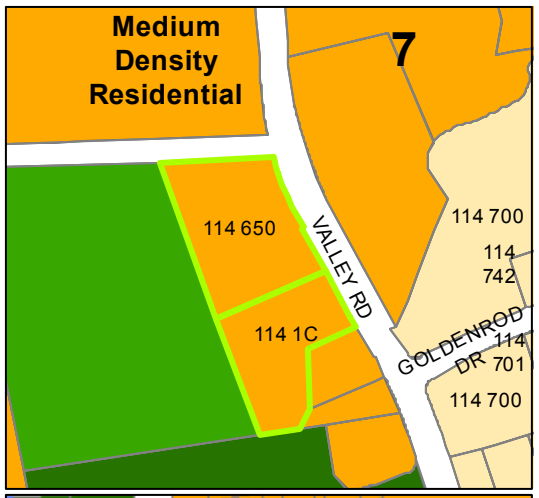 Medium
Density
Residential
7
114 650
114 700
114
742
VALLEY RD
114 1C
GOLDENROD
DR
114
701
114 700